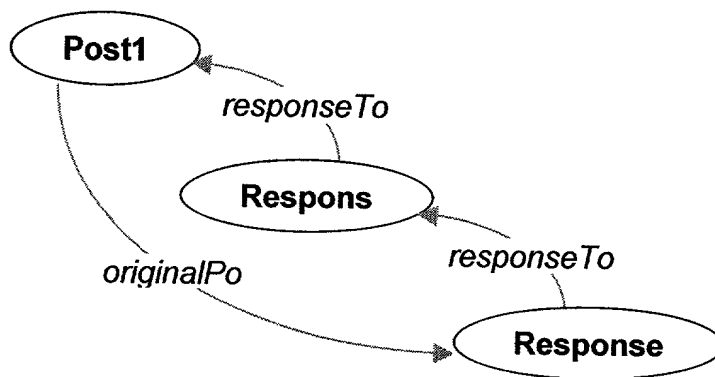 Post1
responseTo
Respons
responseTo
originalPo
Response